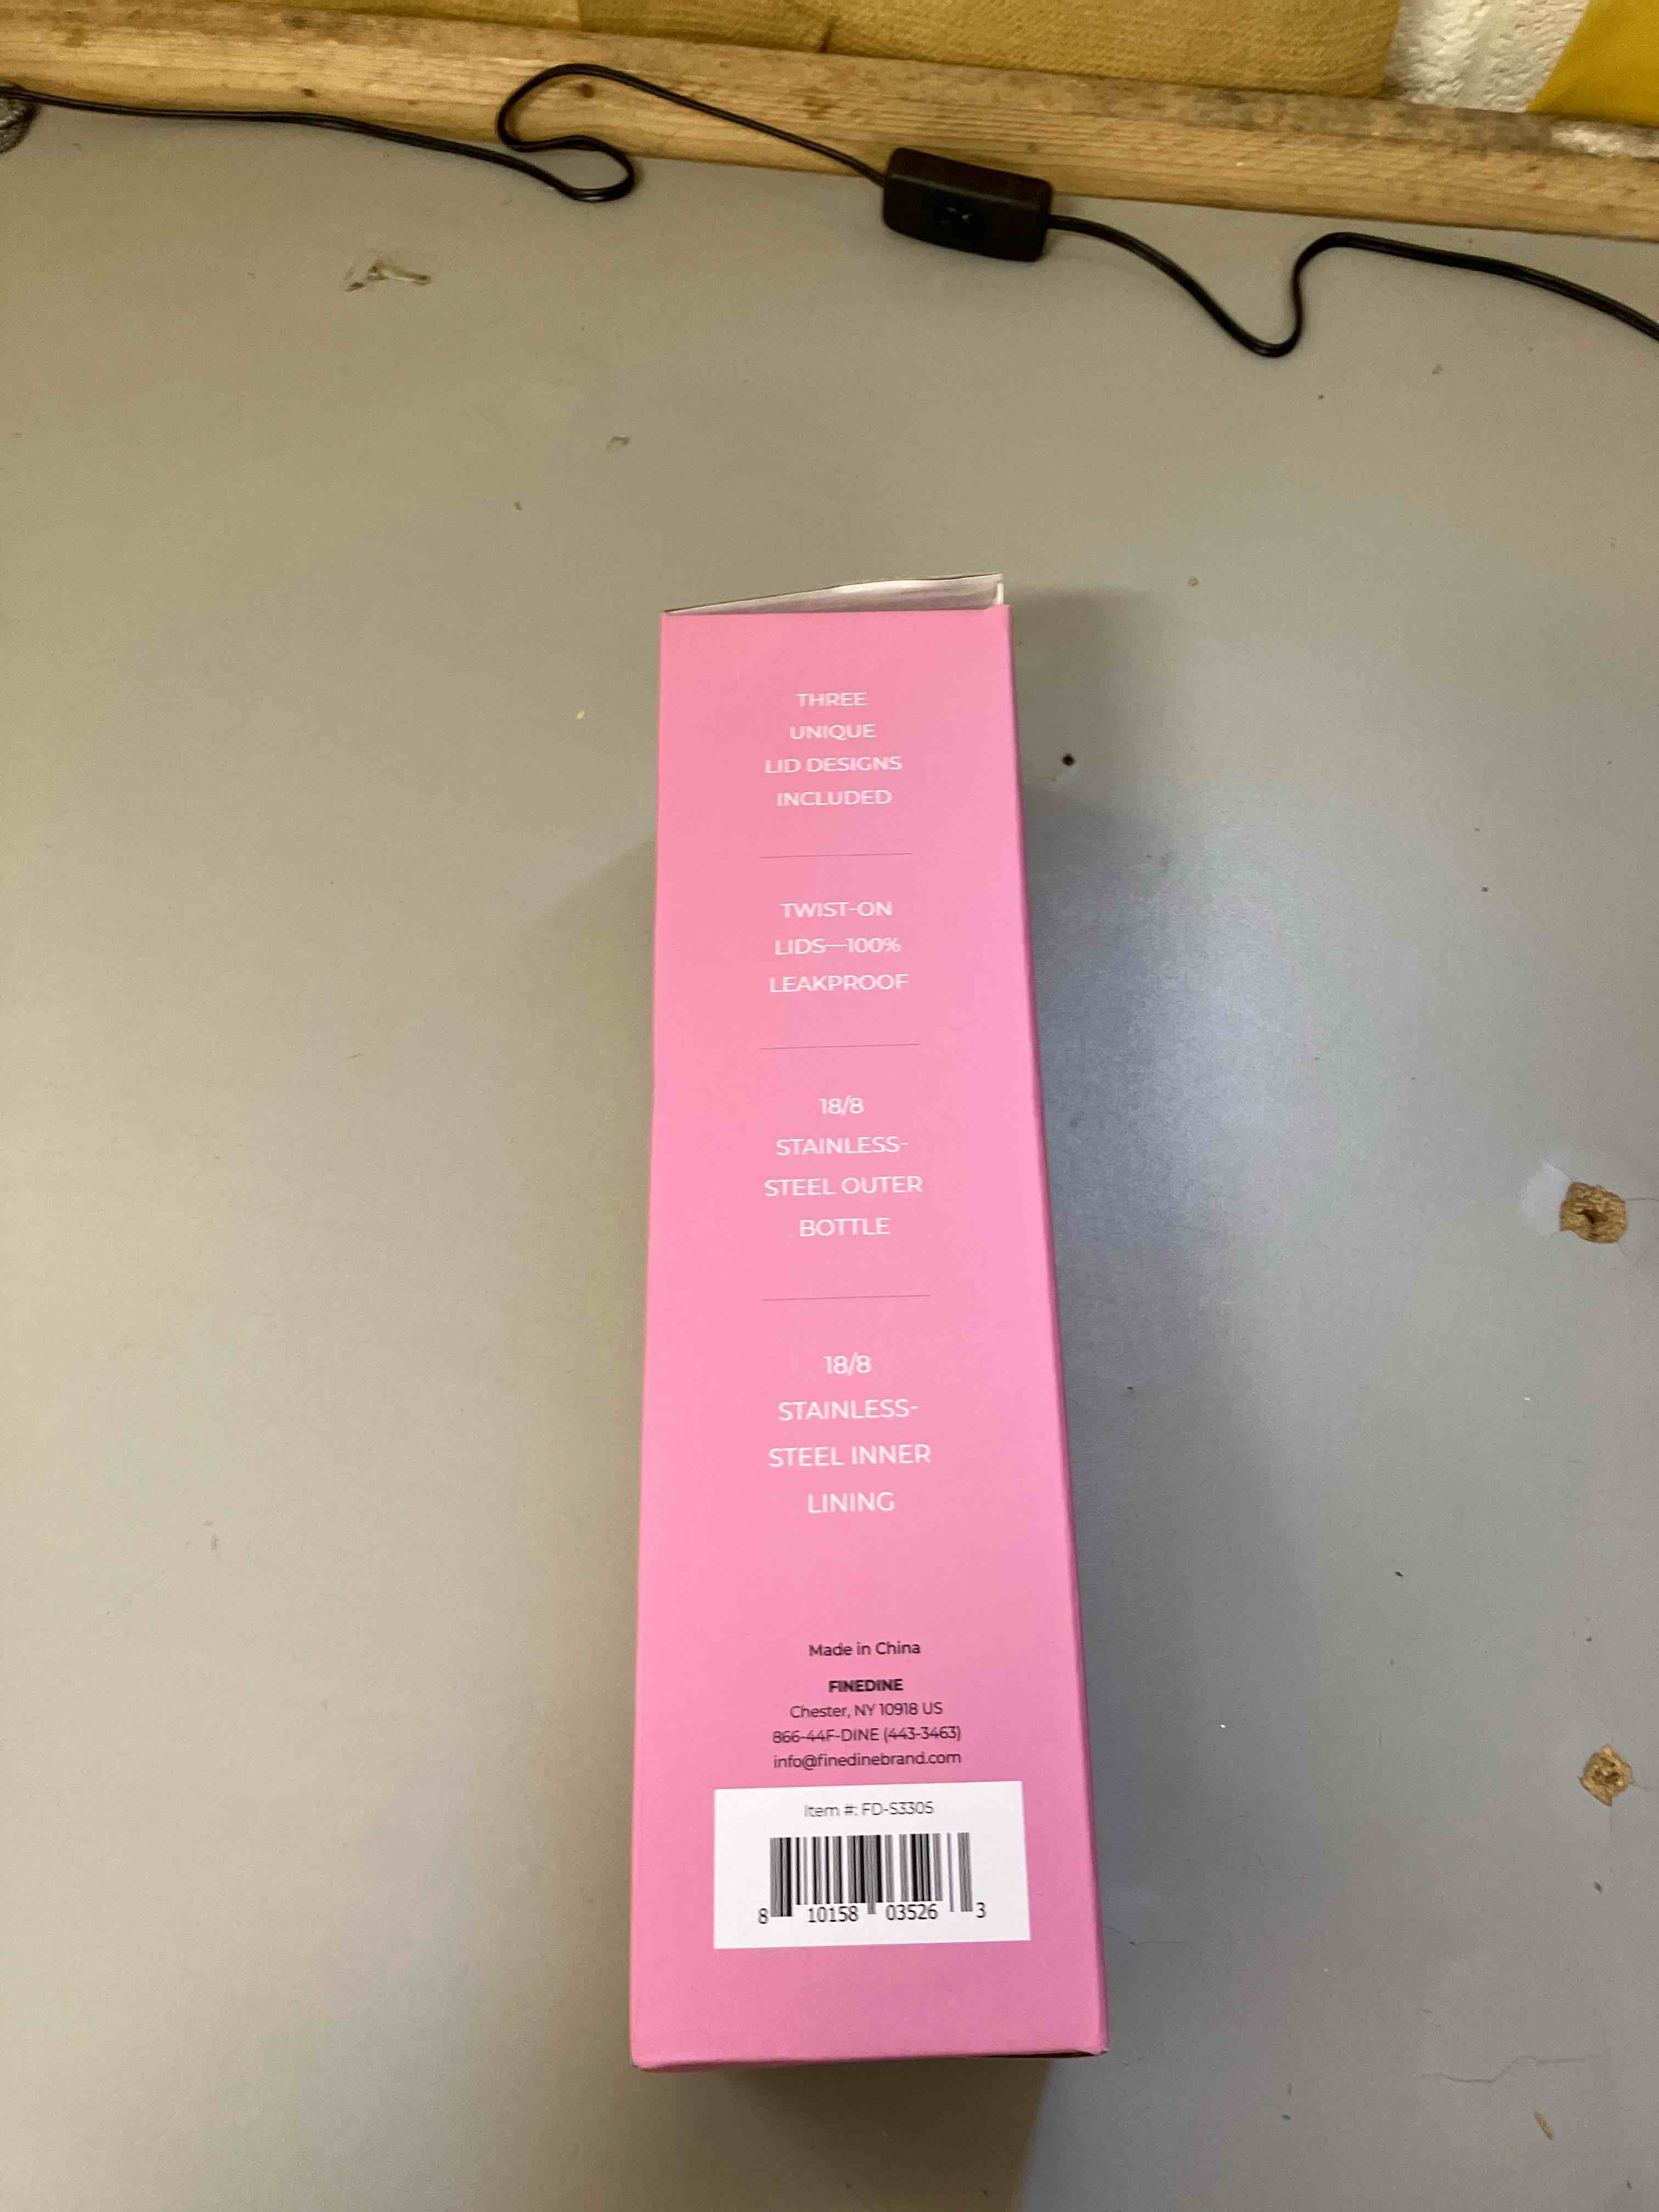 THREE
UNIQUE
LID DESIGNS
INCLUDED
TWIST-ON
LIDS—100%
LEAKPROOF
18/8
STAINLESS-
STEEL OUTER
BOTTLE
18/8
STAINLESS-
STEEL INNER
LINING
Made in China
FINEDINE
Chester, NY 10918 US
866-44F-DINE (443-3463)
info@finedinebrand.com
Item #: FD-S3305
8 10158 03526 3